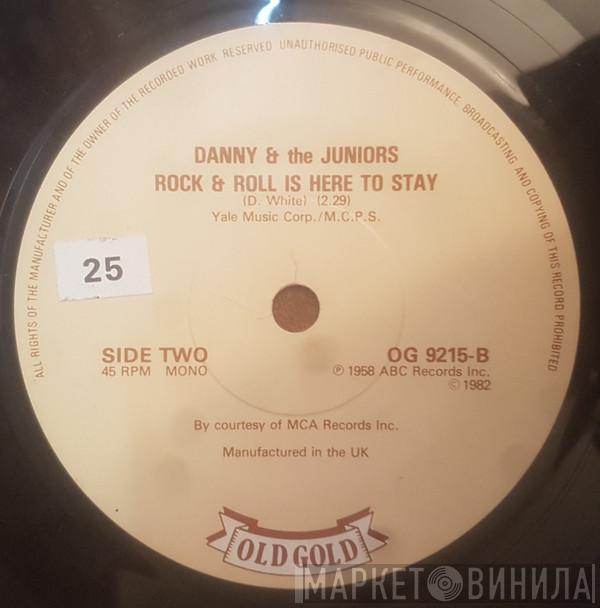 ALL RIGHTS OF THE MANUFACTURER AND OF THE OWNER OF THE RECORDED WORK RESERVED UNAUTHORISED PUBLIC PERFORMANCE, BROADCASTING AND COPYING OF THIS RECORD PROHIBITED
DANNY & the JUNIORS
ROCK & ROLL IS HERE TO STAY
(D. White) (2.29)
Yale Music Corp./M.C.P.S.
25
SIDE TWO
45 RPM MONO
OG 9215-B
℗ 1958 ABC Records Inc.
© 1982
By courtesy of MCA Records Inc.
Manufactured in the UK
OLD GOLD
МАРКЕТ ВИНИЛА